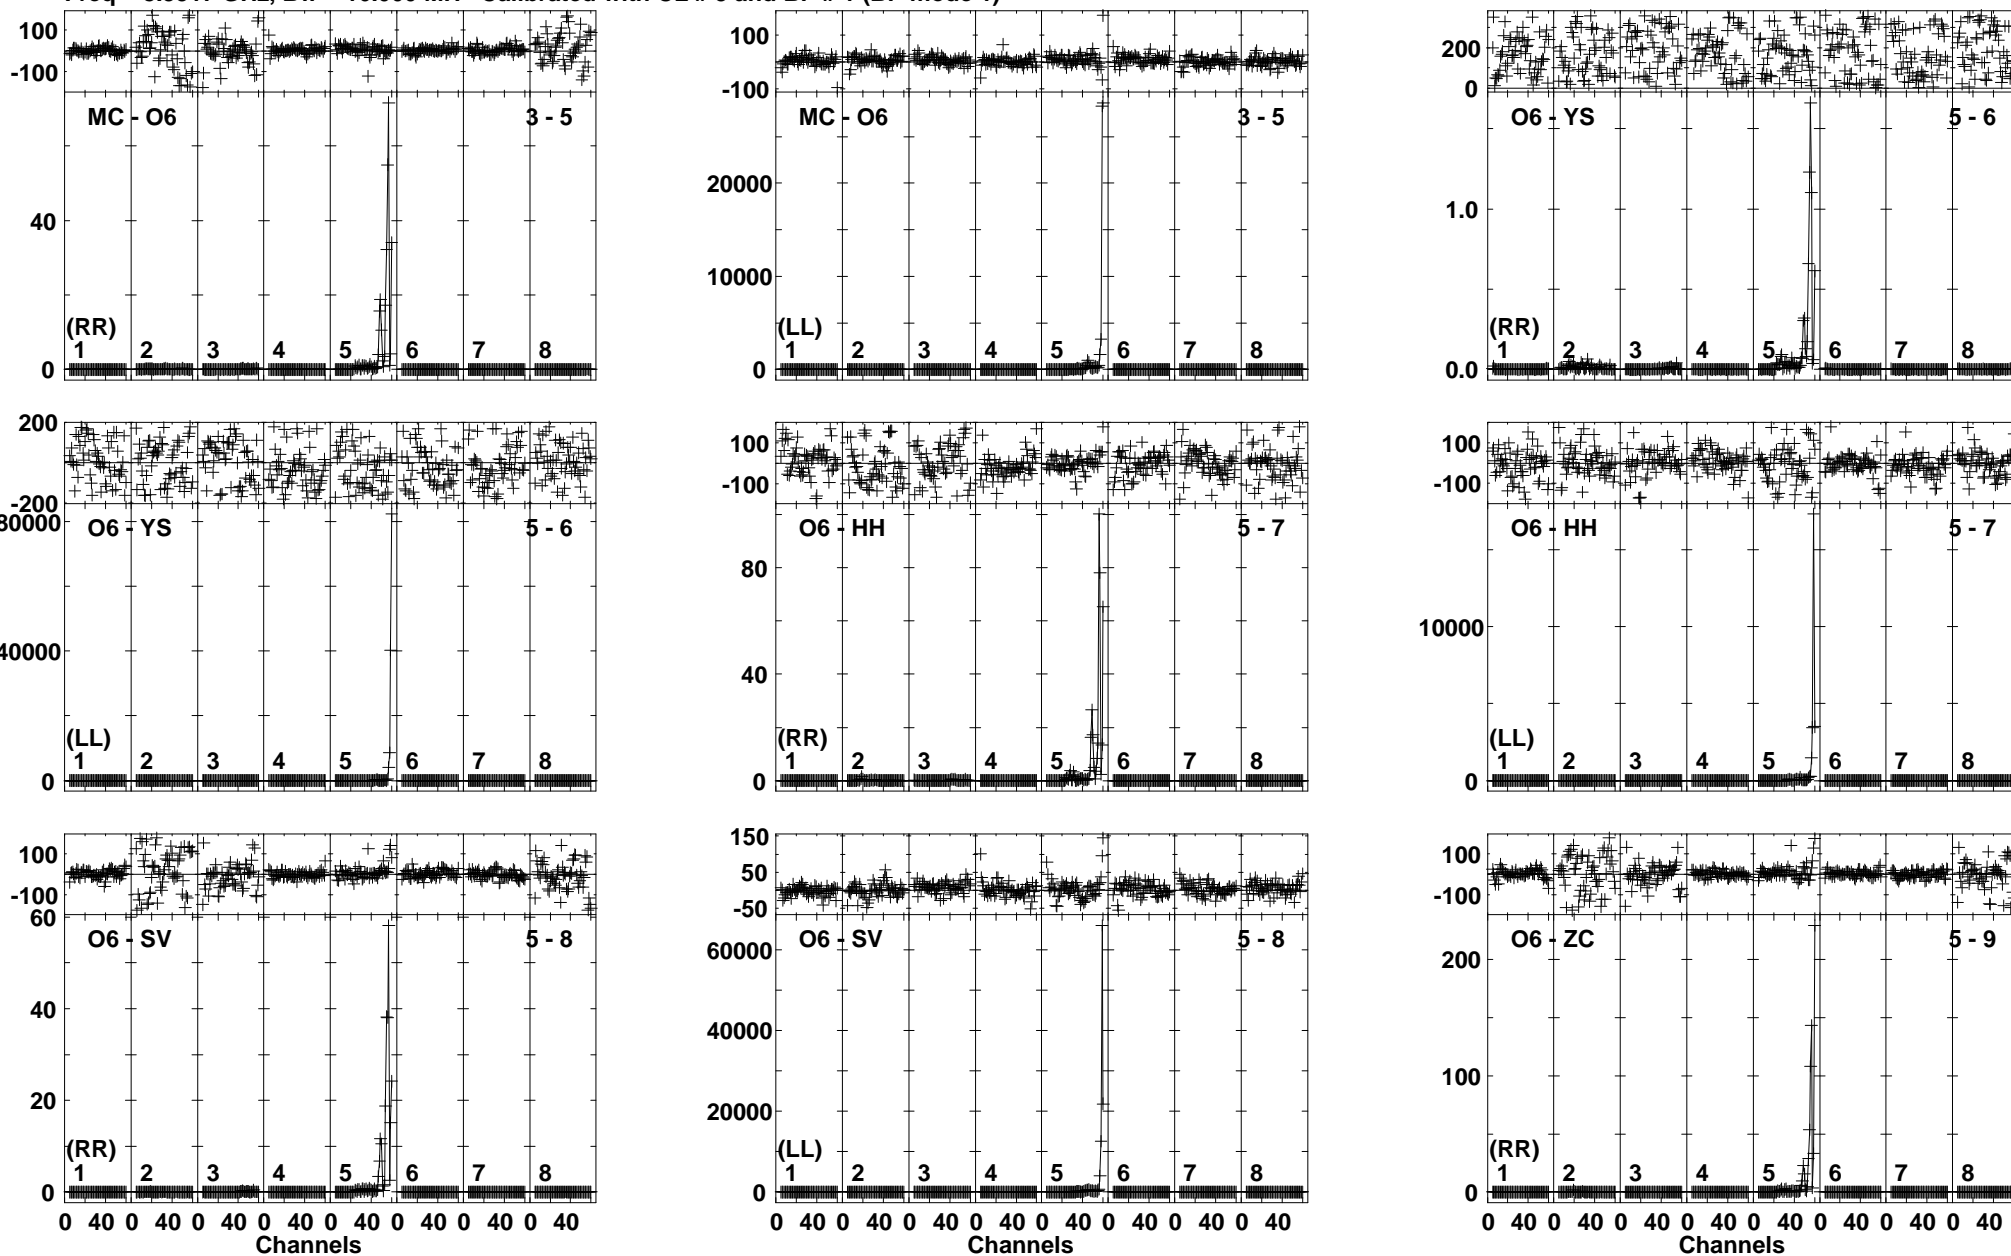 100 100 200
-100 -100 0
MC - O6 3 - 5 MC - O6 3 - 5 O6 - YS 5 - 6
40 20000 10000 1.0
(RR) (LL) (RR)
1 2 3 4 5 6 7 8 1 2 3 4 5 6 7 8 1 2 3 4 5 6 7 8
0 0 0.0
200 100 100
-200 -100 -100
O6 - YS 5 - 6 O6 - HH 5 - 7 O6 - HH 5 - 7
40000 80 40 10000
(LL) (RR) (LL)
1 2 3 4 5 6 7 8 1 2 3 4 5 6 7 8 1 2 3 4 5 6 7 8
0 0 0
100 150 50 100
-100 -50 -100
O6 - SV 5 - 8 O6 - SV 5 - 8 O6 - ZC 5 - 9
60 40 20 60000 40000 20000 200 100
(RR) (LL) (RR)
1 2 3 4 5 6 7 8 1 2 3 4 5 6 7 8 1 2 3 4 5 6 7 8
0 0 0
0 40 0 40 0 40 0 40 0 40 0 40 0 40 0 40 0 40 0 40 0 40 0 40 0 40 0 40 0 40 0 40 0 40 0 40 0 40 0 40 0 40 0 40 0 40 0 40
Channels Channels Channels